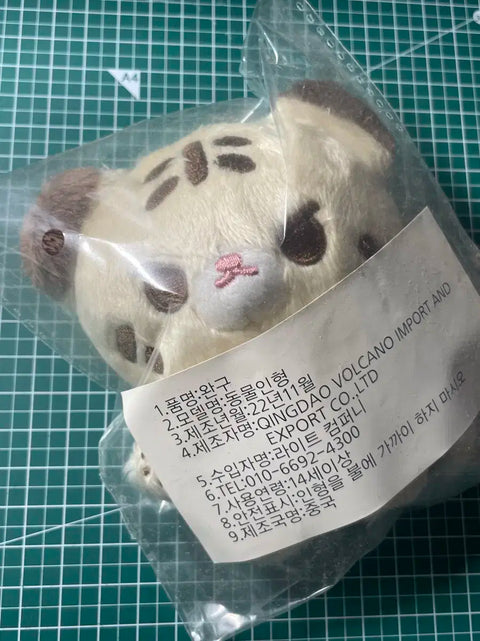 A4
1.품명:완구
2.모델명:동물인형
3.제조년월:22년11월
4.제조자명:QINGDAO VOLCANO IMPORT AND
EXPORT CO.,LTD
5.수입자명:라이트 컴퍼니
6.TEL:010-6692-4300
7.사용연령:14세이상
8.안전표시:인형을 불에 가까이 하지 마시오
9.제조국명:중국